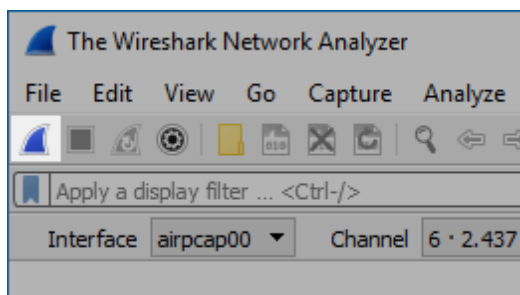 The Wireshark Network Analyzer
File Edit View Go Capture Analyze
Apply a display filter ... <Ctrl-/>
Interface airpcap00 Channel 6 · 2.437